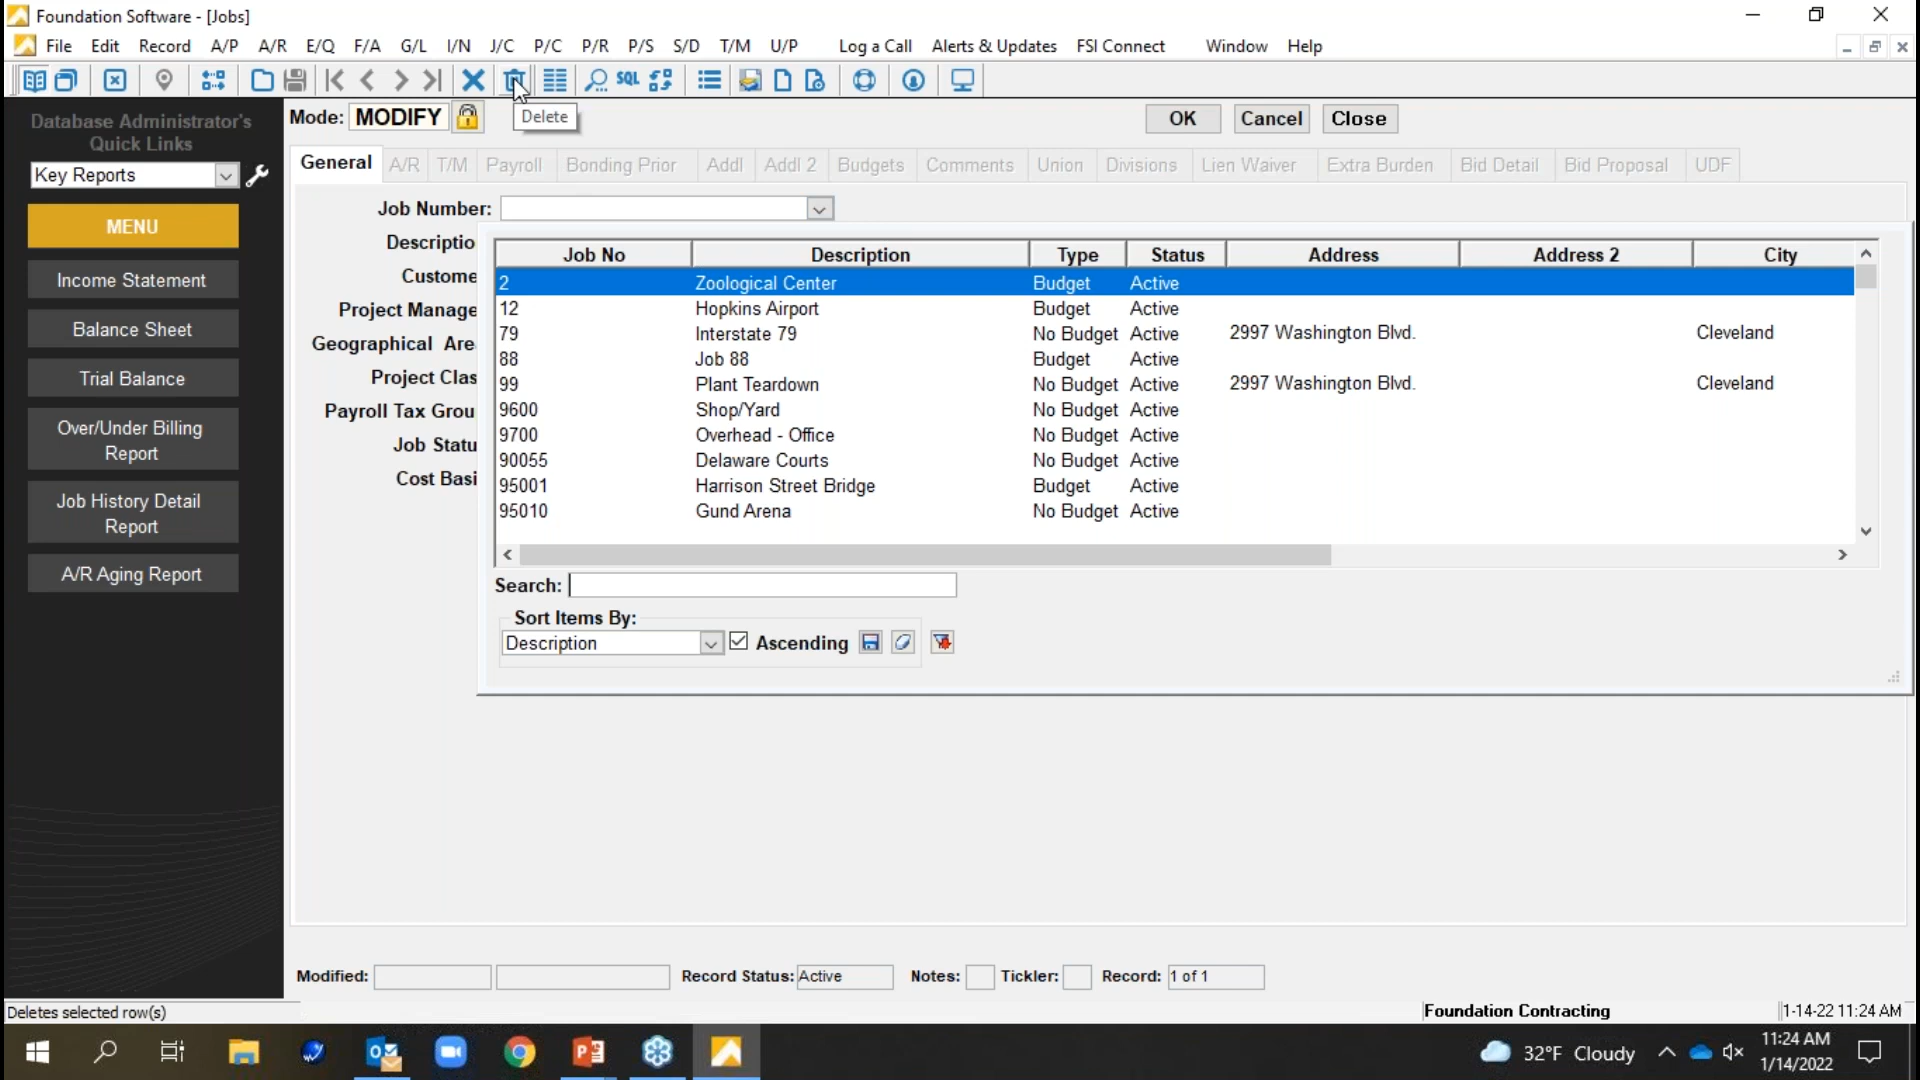 Foundation Software - [Jobs]
File Edit Record A/P A/R E/Q F/A G/L I/N J/C P/C P/R P/S S/D T/M U/P Log a Call Alerts & Updates FSI Connect Window Help
SQL
Database Administrator's
Quick Links
Key Reports
MENU
Income Statement
Balance Sheet
Trial Balance
Over/Under Billing
Report
Job History Detail
Report
A/R Aging Report
Mode: MODIFY
Delete
OK Cancel Close
General A/R T/M Payroll Bonding Prior Addl Addl 2 Budgets Comments Union Divisions Lien Waiver Extra Burden Bid Detail Bid Proposal UDF
Job Number:
Descriptio
Custome
Project Manage
Geographical Are
Project Clas
Payroll Tax Grou
Job Statu
Cost Basi
Job No Description Type Status Address Address 2 City
2 Zoological Center Budget Active
12 Hopkins Airport Budget Active
79 Interstate 79 No Budget Active 2997 Washington Blvd. Cleveland
88 Job 88 Budget Active
99 Plant Teardown No Budget Active 2997 Washington Blvd. Cleveland
9600 Shop/Yard No Budget Active
9700 Overhead - Office No Budget Active
90055 Delaware Courts No Budget Active
95001 Harrison Street Bridge Budget Active
95010 Gund Arena No Budget Active
Search:
Sort Items By:
Description Ascending
Modified: Record Status: Active Notes: Tickler: Record: 1 of 1
Deletes selected row(s) Foundation Contracting 1-14-22 11:24 AM
32°F Cloudy
11:24 AM
1/14/2022